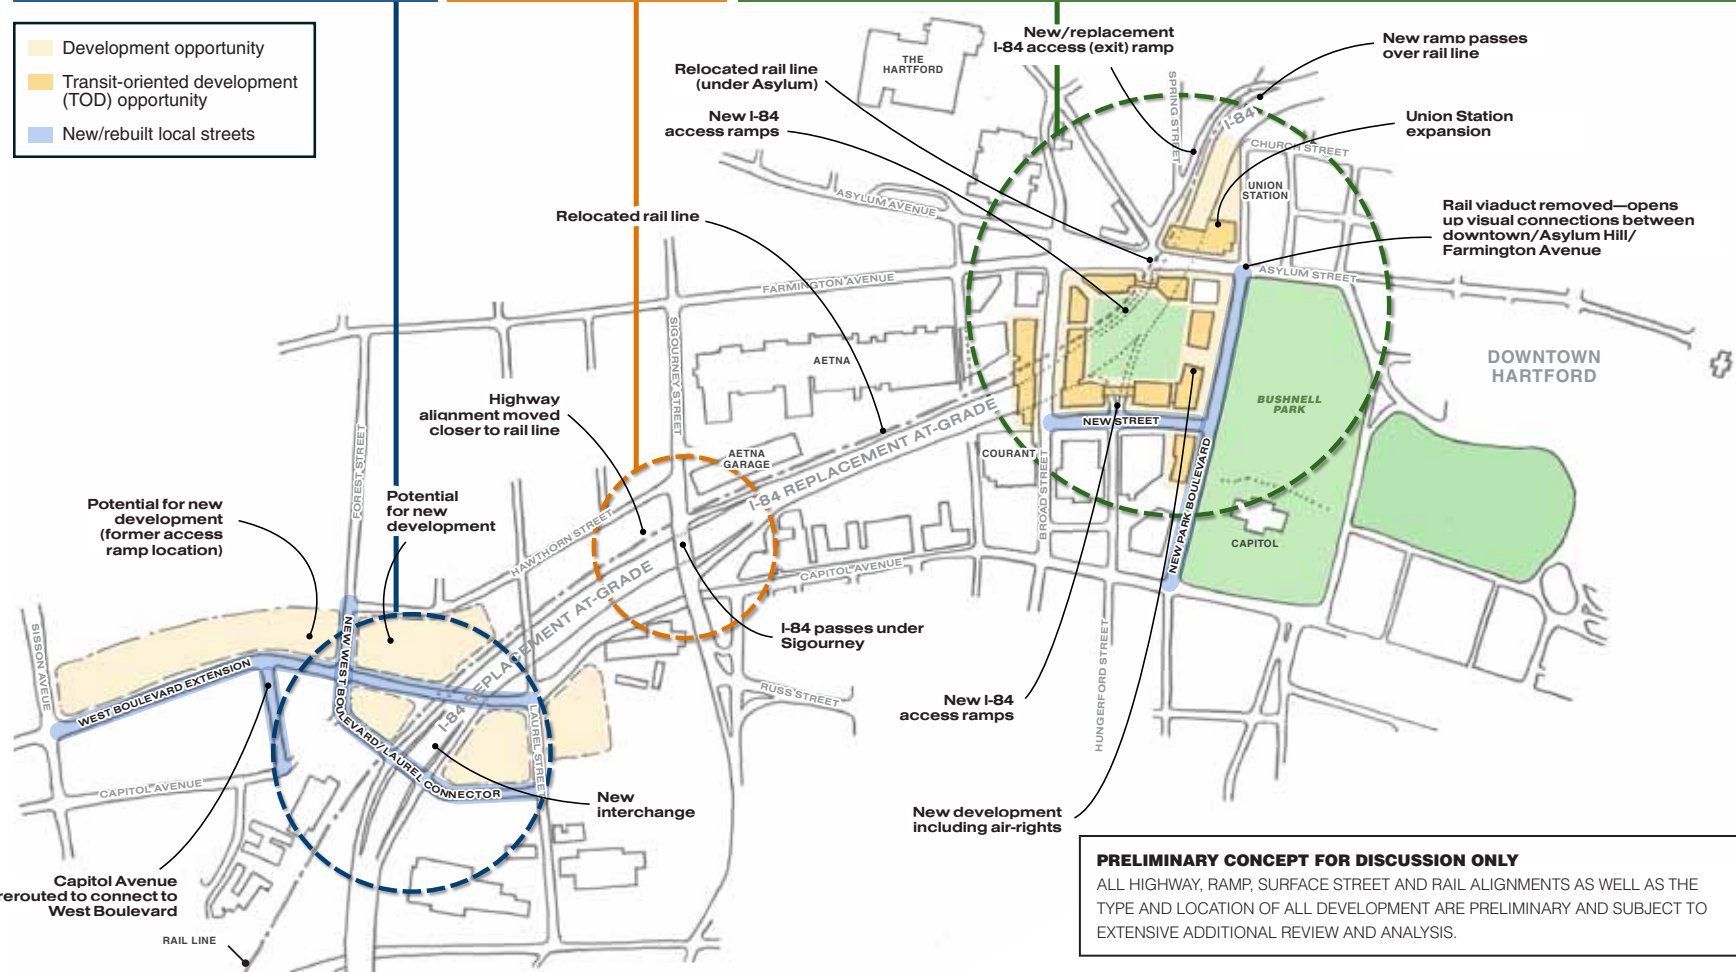 Development opportunity
Transit-oriented development
(TOD) opportunity
New/rebuilt local streets
New/replacement
I-84 access (exit) ramp
New ramp passes
over rail line
THE
HARTFORD
Relocated rail line
(under Asylum)
New I-84
access ramps
SPRING STREET
I-84
Union Station
expansion
CHURCH STREET
UNION
STATION
ASYLUM AVENUE
Relocated rail line
Rail viaduct removed—opens
up visual connections between
downtown/Asylum Hill/
Farmington Avenue
ASYLUM STREET
FARMINGTON AVENUE
SIGOURNEY STREET
AETNA
DOWNTOWN
HARTFORD
BUSHNELL
PARK
Highway
alignment moved
closer to rail line
NEW STREET
I-84 REPLACEMENT AT-GRADE
AETNA
GARAGE
COURANT
BROAD STREET
NEW PARK BOULEVARD
CAPITOL
FOREST STREET
Potential for new
development
(former access
ramp location)
Potential
for new
development
HAWTHORN STREET
CAPITOL AVENUE
I-84 REPLACEMENT AT-GRADE
I-84 passes under
Sigourney
SISSON AVEUE
NEW WEST BOULEVARD/LAUREL CONNECTOR
WEST BOULEVARD EXTENSION
LAUREL STREET
RUSS STREET
HUNGERFORD STREET
New I-84
access ramps
CAPITOL AVENUE
New
interchange
New development
including air-rights
Capitol Avenue
rerouted to connect to
West Boulevard
RAIL LINE
PRELIMINARY CONCEPT FOR DISCUSSION ONLY
ALL HIGHWAY, RAMP, SURFACE STREET AND RAIL ALIGNMENTS AS WELL AS THE
TYPE AND LOCATION OF ALL DEVELOPMENT ARE PRELIMINARY AND SUBJECT TO
EXTENSIVE ADDITIONAL REVIEW AND ANALYSIS.